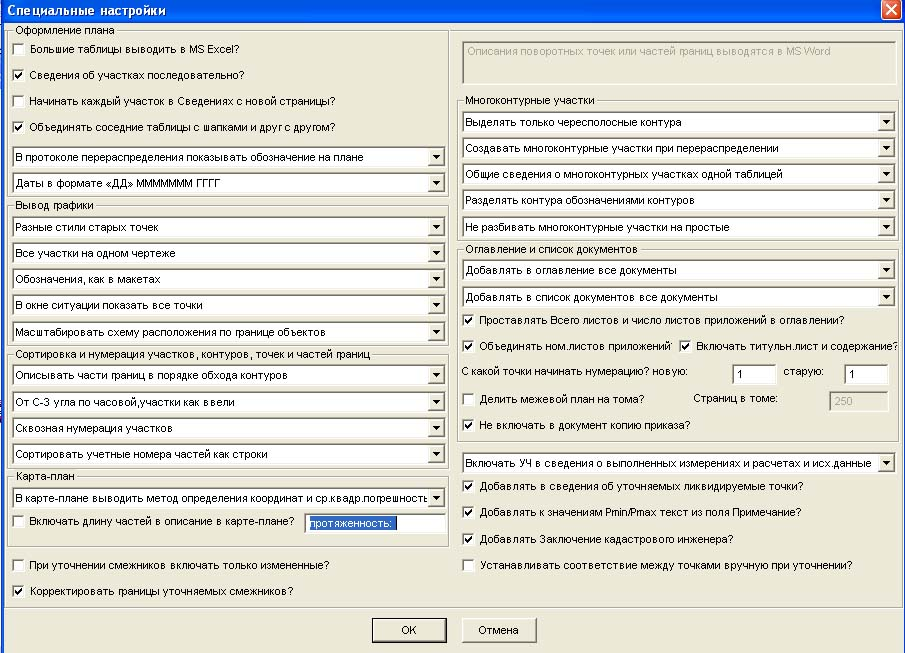 Специальные настройки
Оформление плана
Большие таблицы выводить в MS Excel?
Сведения об участках последовательно?
Начинать каждый участок в Сведениях с новой страницы?
Объединять соседние таблицы с шапками и друг с другом?
В протоколе перераспределения показывать обозначение на плане
Даты в формате «ДД» МММММММ ГГГГ
Вывод графики
Разные стили старых точек
Все участки на одном чертеже
Обозначения, как в макетах
В окне ситуации показать все точки
Масштабировать схему расположения по границе объектов
Сортировка и нумерация участков, контуров, точек и частей границ
Описывать части границ в порядке обхода контуров
От С-З угла по часовой,участки как ввели
Сквозная нумерация участков
Сортировать учетные номера частей как строки
Карта-план
В карте-плане выводить метод определения координат и ср.квадр.погрешность
Включать длину частей в описание в карте-плане? протяженность:
При уточнении смежников включать только измененные?
Корректировать границы уточняемых смежников?
Описания поворотных точек или частей границ выводятся в MS Word
Многоконтурные участки
Выделять только чересполосные контура
Создавать многоконтурные участки при перераспределении
Общие сведения о многоконтурных участках одной таблицей
Разделять контура обозначениями контуров
Не разбивать многоконтурные участки на простые
Оглавление и список документов
Добавлять в оглавление все документы
Добавлять в список документов все документы
Проставлять Всего листов и число листов приложений в оглавлении?
Объединять ном.листов приложений Включать титульн.лист и содержание?
С какой точки начинать нумерацию? новую: 1 старую: 1
Делить межевой план на тома? Страниц в томе: 250
Не включать в документ копию приказа?
Включать УЧ в сведения о выполненных измерениях и расчетах и исх.данные
Добавлять в сведения об уточняемых ликвидируемые точки?
Добавлять к значениям Pmin/Pmax текст из поля Примечание?
Добавлять Заключение кадастрового инженера?
Устанавливать соответствие между точками вручную при уточнении?
OK Отмена